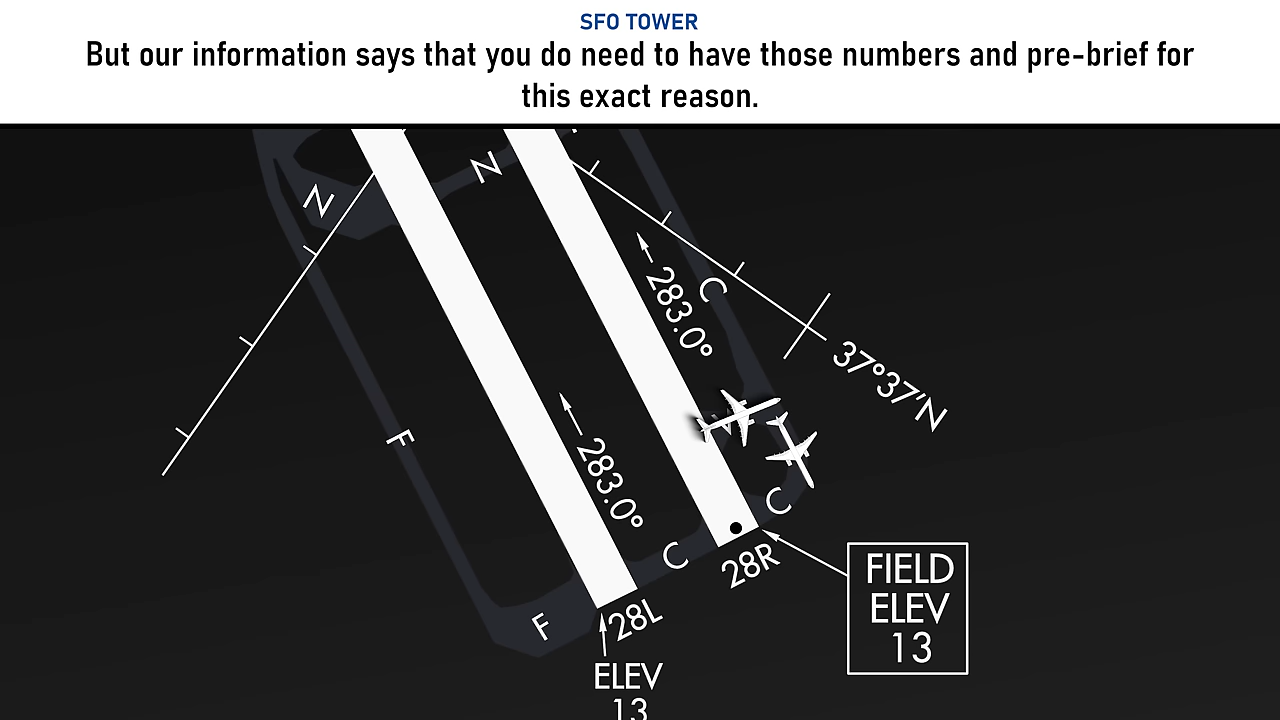 SFO TOWER
But our information says that you do need to have those numbers and pre-brief for
this exact reason.
N
N
283.0°
C
37°37'N
F
283.0°
C
C
28R
FIELD
ELEV
13
F
28L
ELEV
13